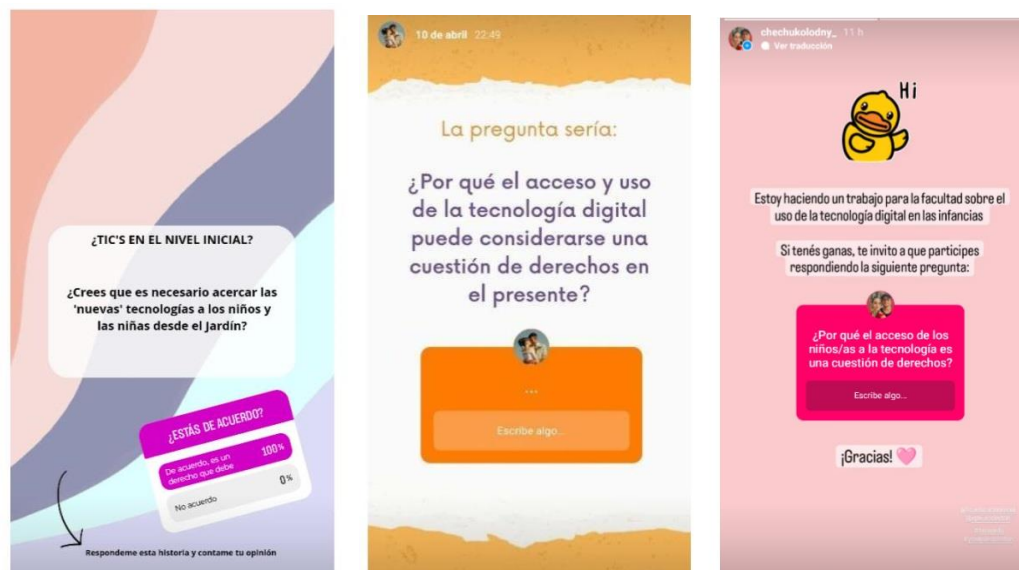 ¿TIC'S EN EL NIVEL INICIAL?
¿Crees que es necesario acercar las
'nuevas' tecnologías a los niños y
las niñas desde el Jardín?
¿ESTÁS DE ACUERDO?
De acuerdo, es un
derecho que debe
100%
No acuerdo
0%
Respondeme esta historia y contame tu opinión
10 de abril 22:49
La pregunta sería:
¿Por qué el acceso y uso
de la tecnología digital
puede considerarse una
cuestión de derechos en
el presente?
...
Escribe algo...
chechukolodny_ 11 h
Ver traducción
Hi
Estoy haciendo un trabajo para la facultad sobre el
uso de la tecnología digital en las infancias
Si tenés ganas, te invito a que participes
respondiendo la siguiente pregunta:
¿Por qué el acceso de los
niños/as a la tecnología es
una cuestión de derechos?
Escribe algo...
¡Gracias!